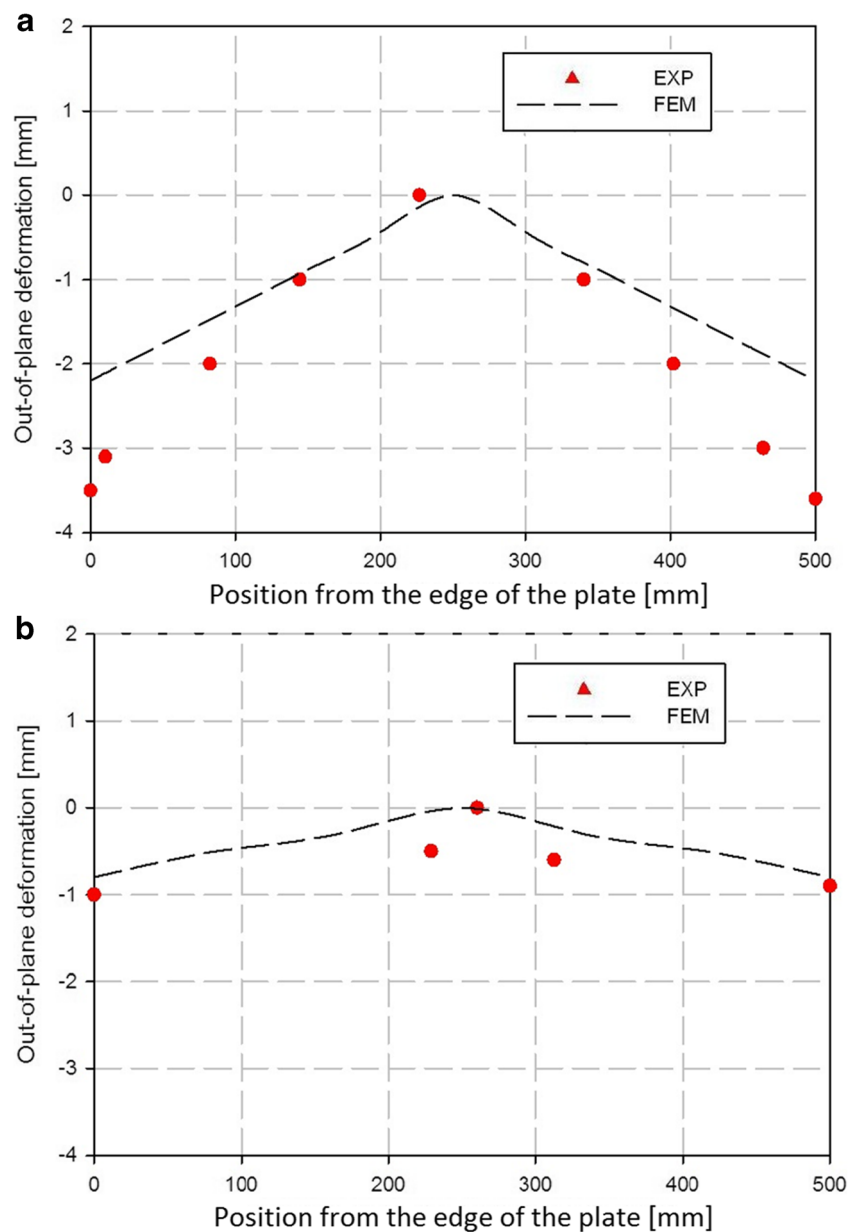 a
2
1
0
-1
-2
-3
-4
Out-of-plane deformation [mm]
EXP
FEM
0 100 200 300 400 500
Position from the edge of the plate [mm]
b
2
1
0
-1
-2
-3
-4
Out-of-plane deformation [mm]
EXP
FEM
0 100 200 300 400 500
Position from the edge of the plate [mm]